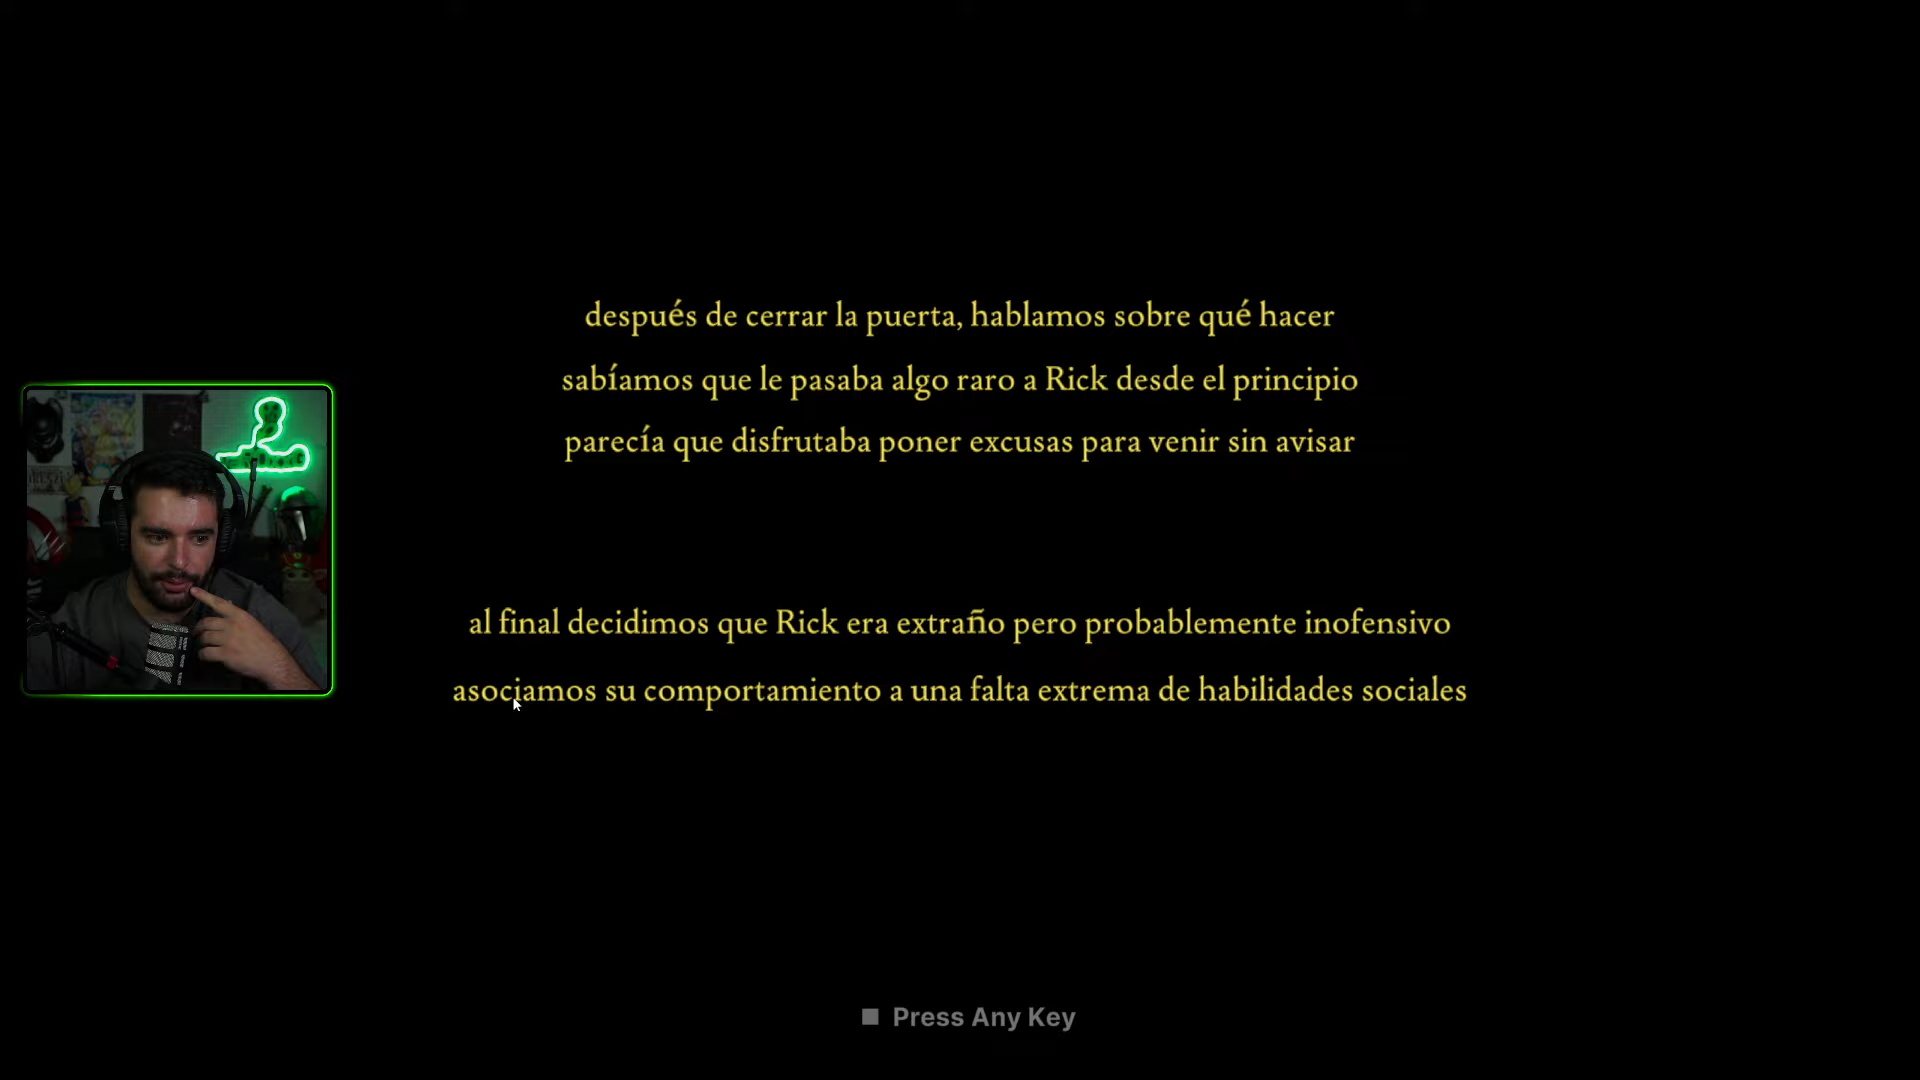 después de cerrar la puerta, hablamos sobre qué hacer
sabíamos que le pasaba algo raro a Rick desde el principio
parecía que disfrutaba poner excusas para venir sin avisar
al final decidimos que Rick era extraño pero probablemente inofensivo
asociamos su comportamiento a una falta extrema de habilidades sociales
Press Any Key